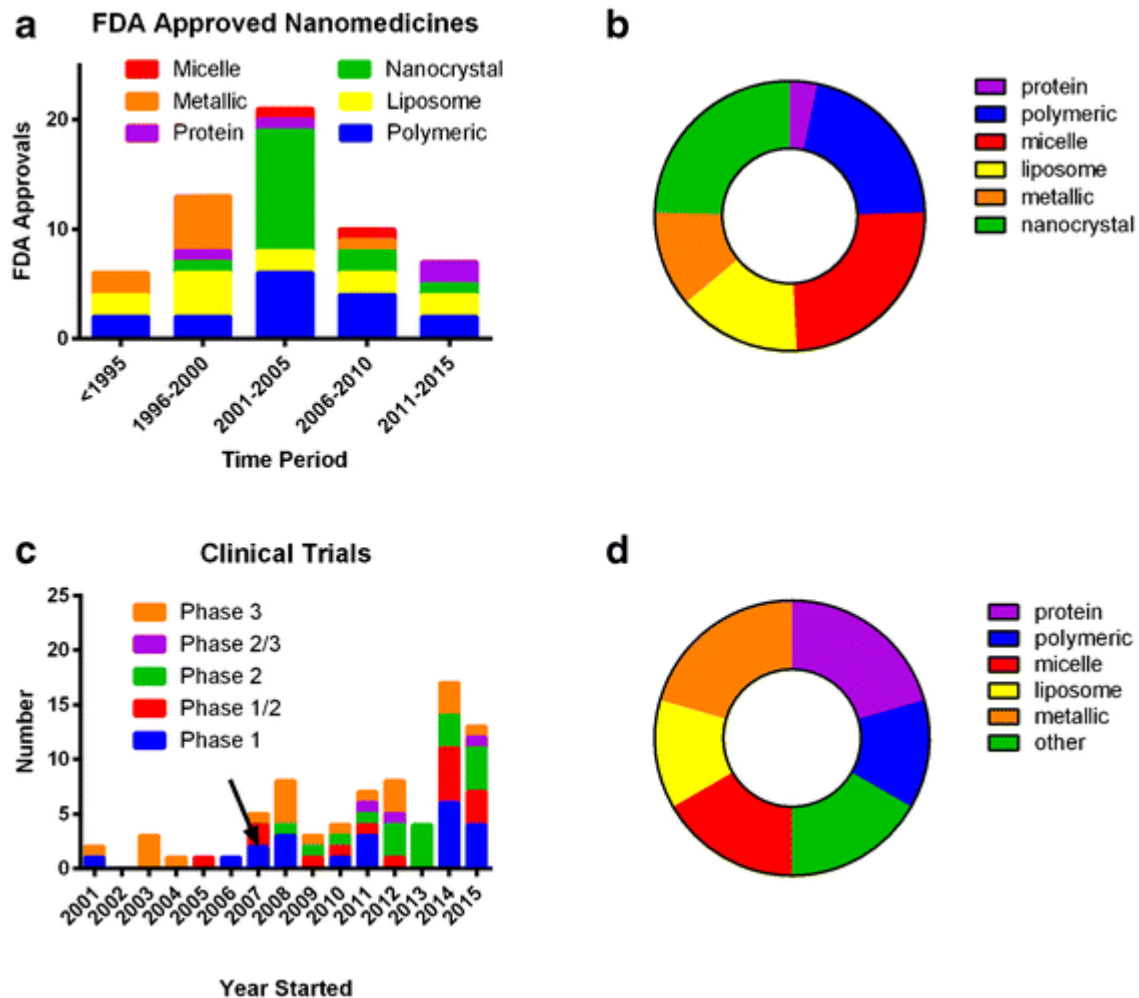 a
FDA Approved Nanomedicines
Micelle
Nanocrystal
Metallic
Liposome
Protein
Polymeric
FDA Approvals
20
10
0
<1995
1996-2000
2001-2005
2006-2010
2011-2015
Time Period
b
protein
polymeric
micelle
liposome
metallic
nanocrystal
c
Clinical Trials
Phase 3
Phase 2/3
Phase 2
Phase 1/2
Phase 1
Number
25
20
15
10
5
0
2001
2002
2003
2004
2005
2006
2007
2008
2009
2010
2011
2012
2013
2014
2015
Year Started
d
protein
polymeric
micelle
liposome
metallic
other